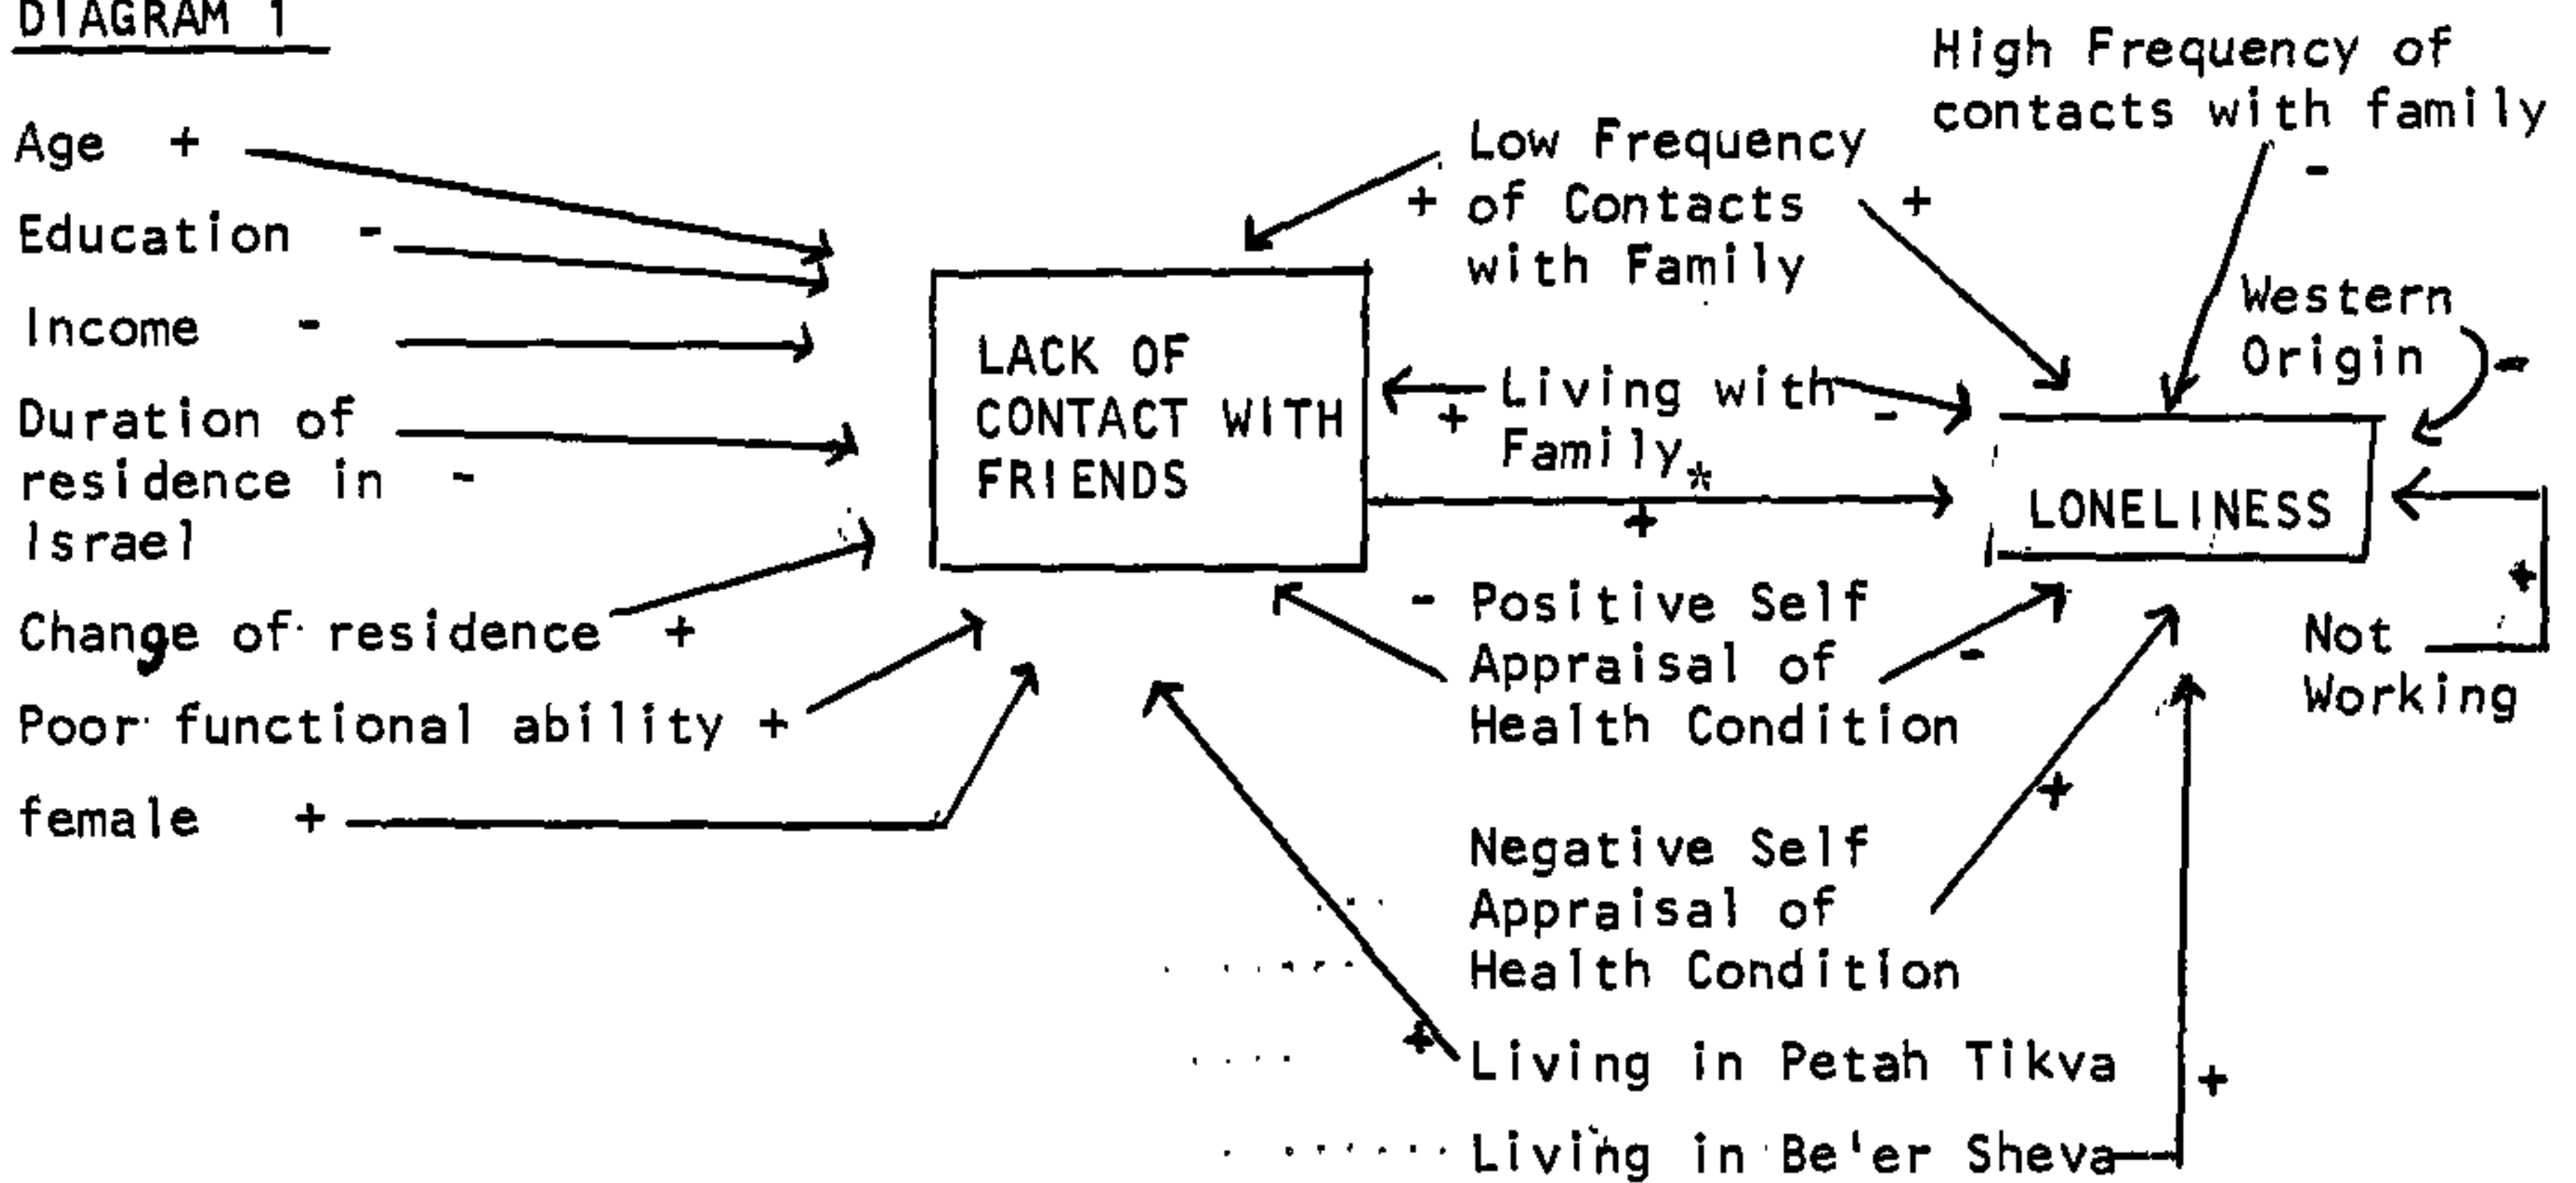 DIAGRAM 1
Age +
Education -
Income -
Duration of
residence in -
Israel
Change of residence +
Poor functional ability +
female +
LACK OF
CONTACT WITH
FRIENDS
Low Frequency
+ of Contacts +
with Family
High Frequency of
contacts with family
-
Western
Origin -
Living with
+ Family* -
+
LONELINESS
- Positive Self
Appraisal of -
Health Condition
+
Not
Working
Negative Self +
Appraisal of
Health Condition
+ Living in Petah Tikva
Living in Be'er Sheva +